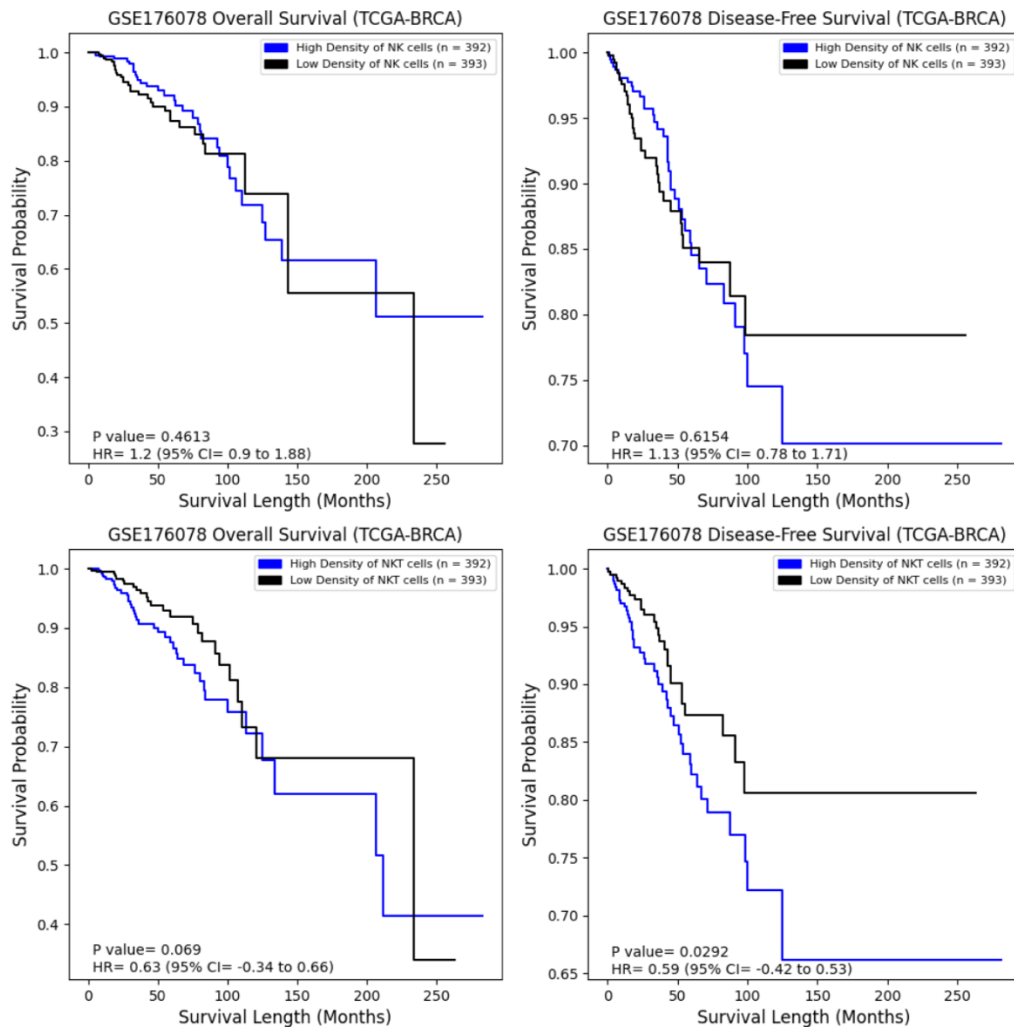 GSE176078 Overall Survival (TCGA-BRCA)
High Density of NK cells (n = 392)
Low Density of NK cells (n = 393)
1.0
0.9
0.8
0.7
0.6
0.5
0.4
0.3
Survival Probability
P value= 0.4613
HR= 1.2 (95% CI= 0.9 to 1.88)
0 50 100 150 200 250
Survival Length (Months)
GSE176078 Disease-Free Survival (TCGA-BRCA)
High Density of NK cells (n = 392)
Low Density of NK cells (n = 393)
1.00
0.95
0.90
0.85
0.80
0.75
0.70
Survival Probability
P value= 0.6154
HR= 1.13 (95% CI= 0.78 to 1.71)
0 50 100 150 200 250
Survival Length (Months)
GSE176078 Overall Survival (TCGA-BRCA)
High Density of NKT cells (n = 392)
Low Density of NKT cells (n = 393)
1.0
0.9
0.8
0.7
0.6
0.5
0.4
Survival Probability
P value= 0.069
HR= 0.63 (95% CI= -0.34 to 0.66)
0 50 100 150 200 250
Survival Length (Months)
GSE176078 Disease-Free Survival (TCGA-BRCA)
High Density of NKT cells (n = 392)
Low Density of NKT cells (n = 393)
1.00
0.95
0.90
0.85
0.80
0.75
0.70
0.65
Survival Probability
P value= 0.0292
HR= 0.59 (95% CI= -0.42 to 0.53)
0 50 100 150 200 250
Survival Length (Months)